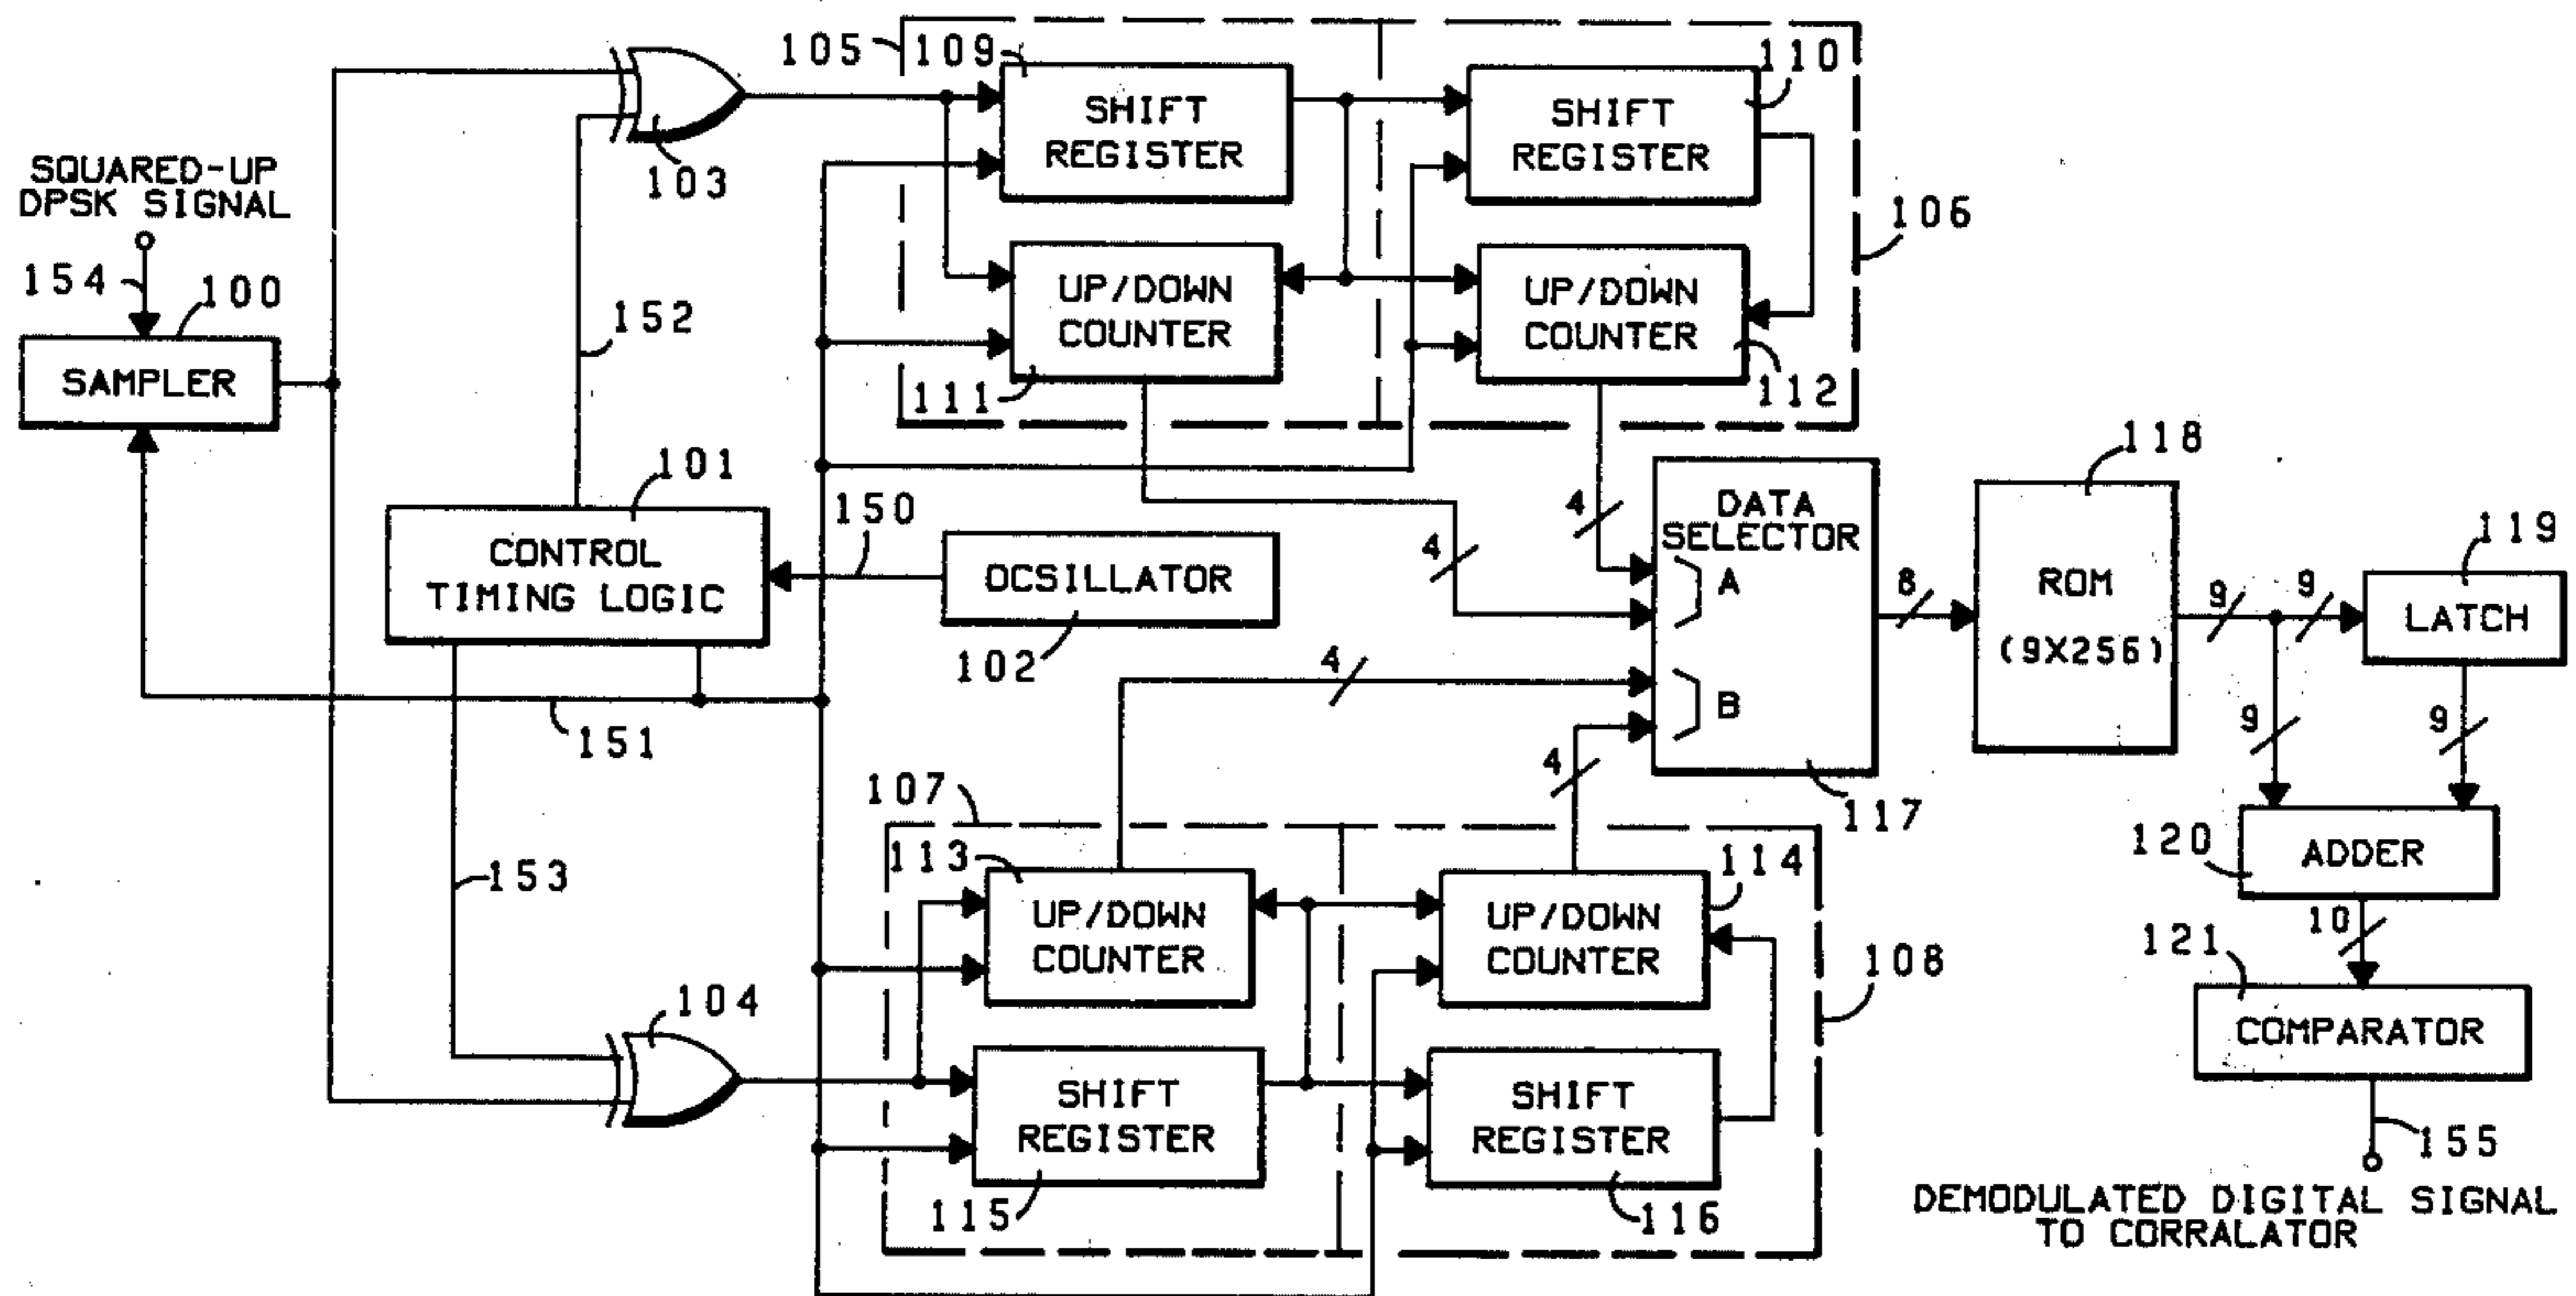 105
109
SHIFT
REGISTER
110
SHIFT
REGISTER
103
SQUARED-UP
DPSK SIGNAL
154
100
SAMPLER
152
106
UP/DOWN
COUNTER
111
UP/DOWN
COUNTER
112
101
CONTROL
TIMING LOGIC
150
OCSILLATOR
102
4
4
DATA
SELECTOR
A
B
117
8
118
ROM
(9X256)
9
9
119
LATCH
9
9
4
4
151
153
107
113
UP/DOWN
COUNTER
114
UP/DOWN
COUNTER
108
104
SHIFT
REGISTER
115
SHIFT
REGISTER
116
120
ADDER
10
121
COMPARATOR
155
DEMODULATED DIGITAL SIGNAL
TO CORRALATOR